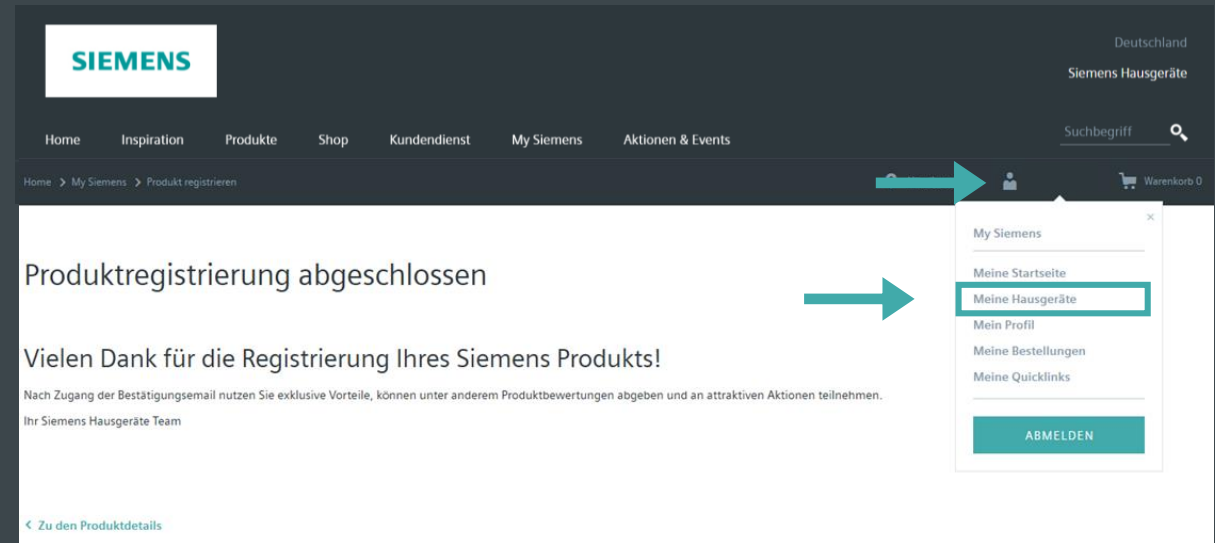 SIEMENS
Deutschland
Siemens Hausgeräte
Home Inspiration Produkte Shop Kundendienst My Siemens Aktionen & Events
Suchbegriff
Home > My Siemens > Produkt registrieren
Warenkorb 0
My Siemens
Meine Startseite
Meine Hausgeräte
Mein Profil
Meine Bestellungen
Meine Quicklinks
ABMELDEN
Produktregistrierung abgeschlossen
Vielen Dank für die Registrierung Ihres Siemens Produkts!
Nach Zugang der Bestätigungsemail nutzen Sie exklusive Vorteile, können unter anderem Produktbewertungen abgeben und an attraktiven Aktionen teilnehmen.
Ihr Siemens Hausgeräte Team
Zu den Produktdetails